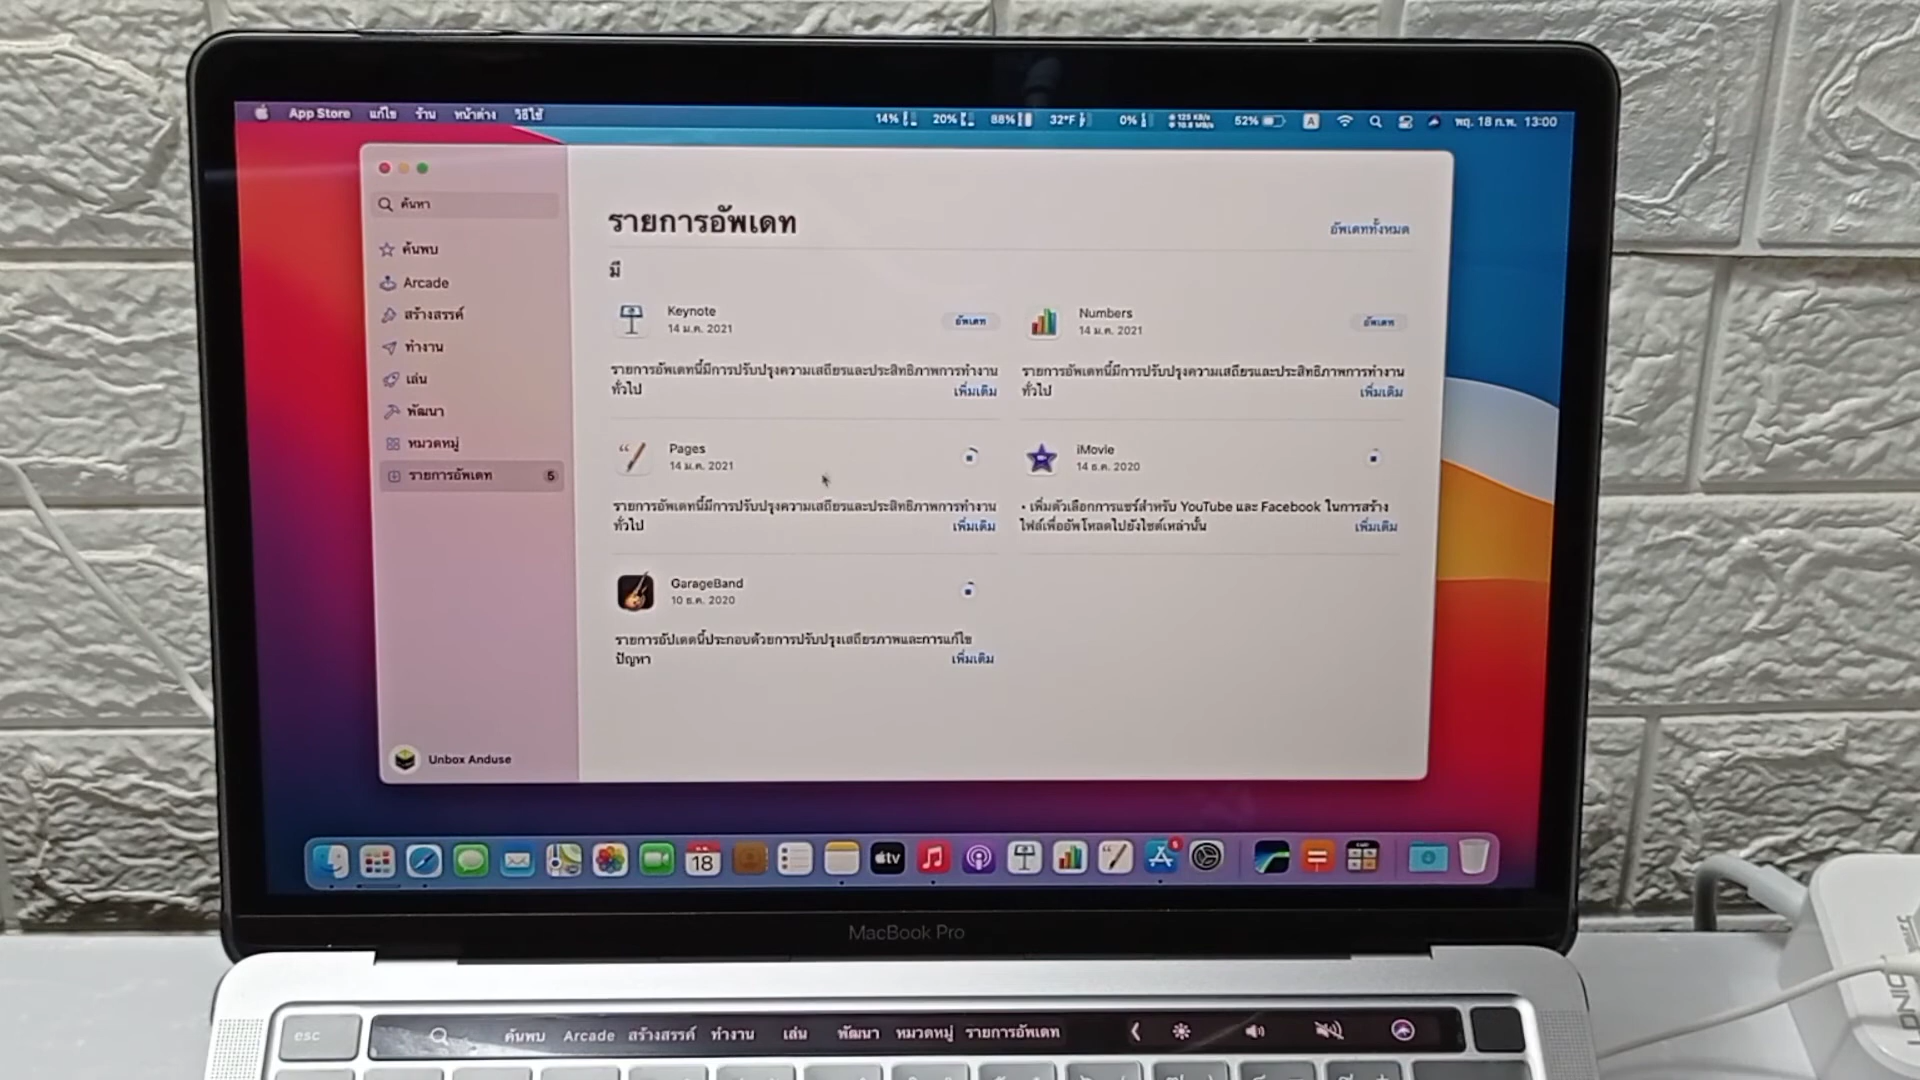 App Store แก้ไข ร้าน หน้าต่าง วิธีใช้
14% 20% 88% 32°F 0% 52% A พฤ. 18 ก.พ. 13:00
ค้นหา
ค้นพบ
Arcade
สร้างสรรค์
ทำงาน
เล่น
พัฒนา
หมวดหมู่
รายการอัพเดท 5
Unbox Anduse
รายการอัพเดท
อัพเดททั้งหมด
มี
Keynote
14 ม.ค. 2021
อัพเดท
รายการอัพเดทนี้มีการปรับปรุงความเสถียรและประสิทธิภาพการทำงาน
ทั่วไป เพิ่มเติม
Numbers
14 ม.ค. 2021
อัพเดท
รายการอัพเดทนี้มีการปรับปรุงความเสถียรและประสิทธิภาพการทำงาน
ทั่วไป เพิ่มเติม
Pages
14 ม.ค. 2021
รายการอัพเดทนี้มีการปรับปรุงความเสถียรและประสิทธิภาพการทำงาน
ทั่วไป เพิ่มเติม
iMovie
14 ธ.ค. 2020
• เพิ่มตัวเลือกการแชร์สำหรับ YouTube และ Facebook ในการสร้าง
ไฟล์เพื่ออัพโหลดไปยังไซต์เหล่านั้น เพิ่มเติม
GarageBand
10 ธ.ค. 2020
รายการอัปเดตนี้ประกอบด้วยการปรับปรุงเสถียรภาพและการแก้ไข
ปัญหา เพิ่มเติม
18
tv
MacBook Pro
esc
ค้นพบ Arcade สร้างสรรค์ ทำงาน เล่น พัฒนา หมวดหมู่ รายการอัพเดท